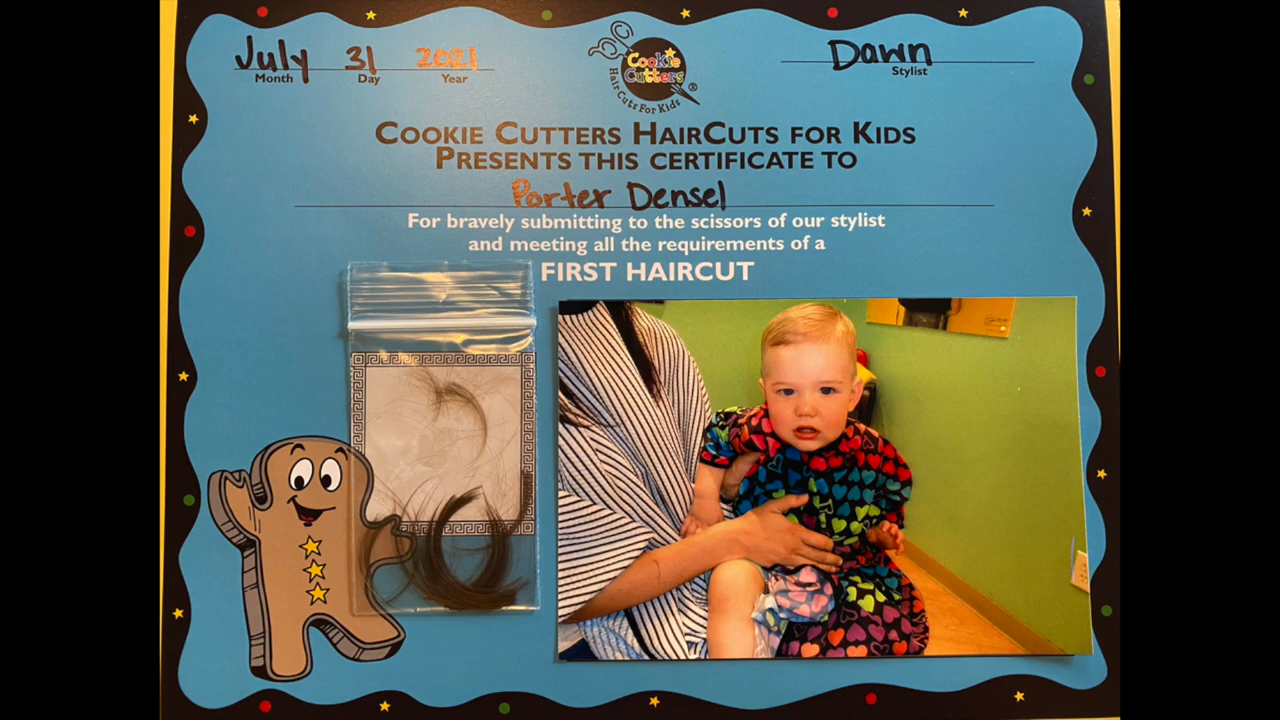 July 31 2021
Month Day Year
Dawn
Stylist
Cookie
Cutters
Hair Cuts For Kids
®
COOKIE CUTTERS HAIRCUTS FOR KIDS
PRESENTS THIS CERTIFICATE TO
Porter Densel
For bravely submitting to the scissors of our stylist
and meeting all the requirements of a
FIRST HAIRCUT